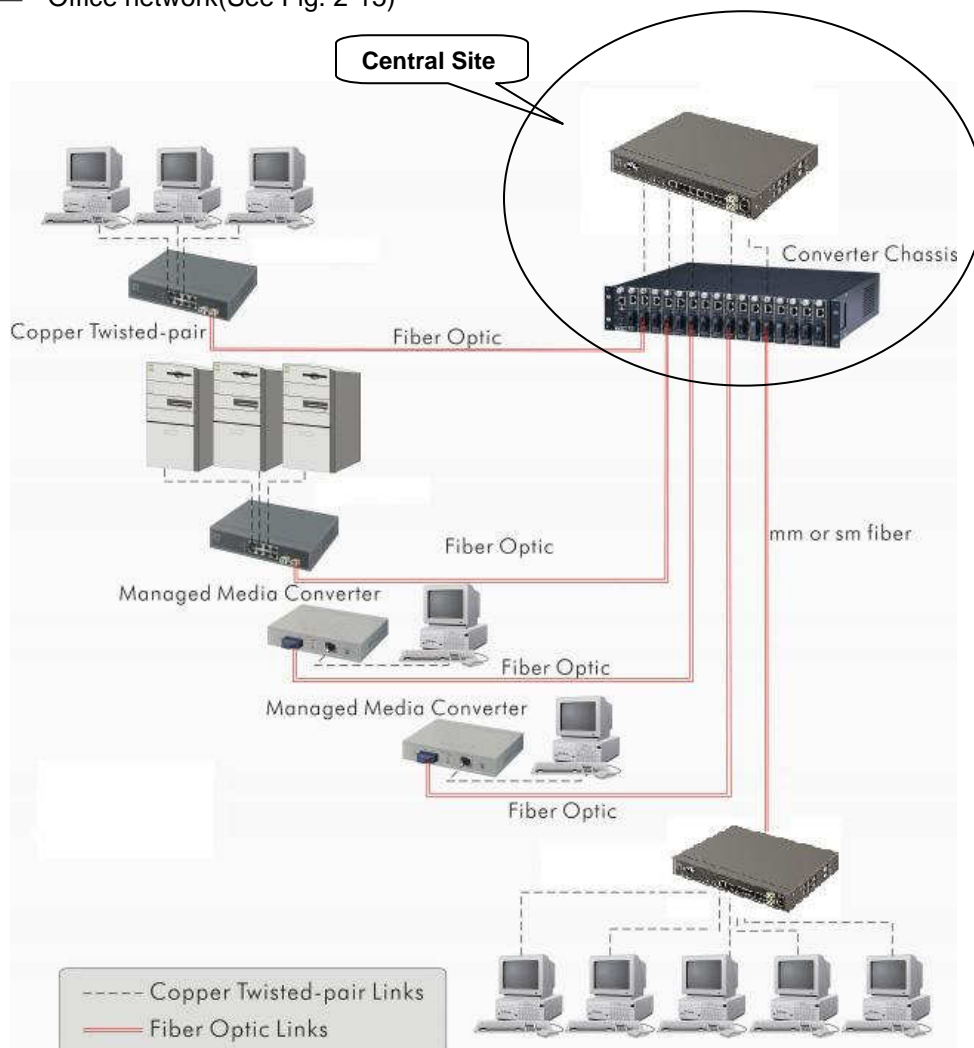 — Office network(See Fig. 2-15)
Central Site
Converter Chassis
Copper Twisted-pair
Fiber Optic
Fiber Optic
mm or sm fiber
Managed Media Converter
Fiber Optic
Managed Media Converter
Fiber Optic
Copper Twisted-pair Links
Fiber Optic Links